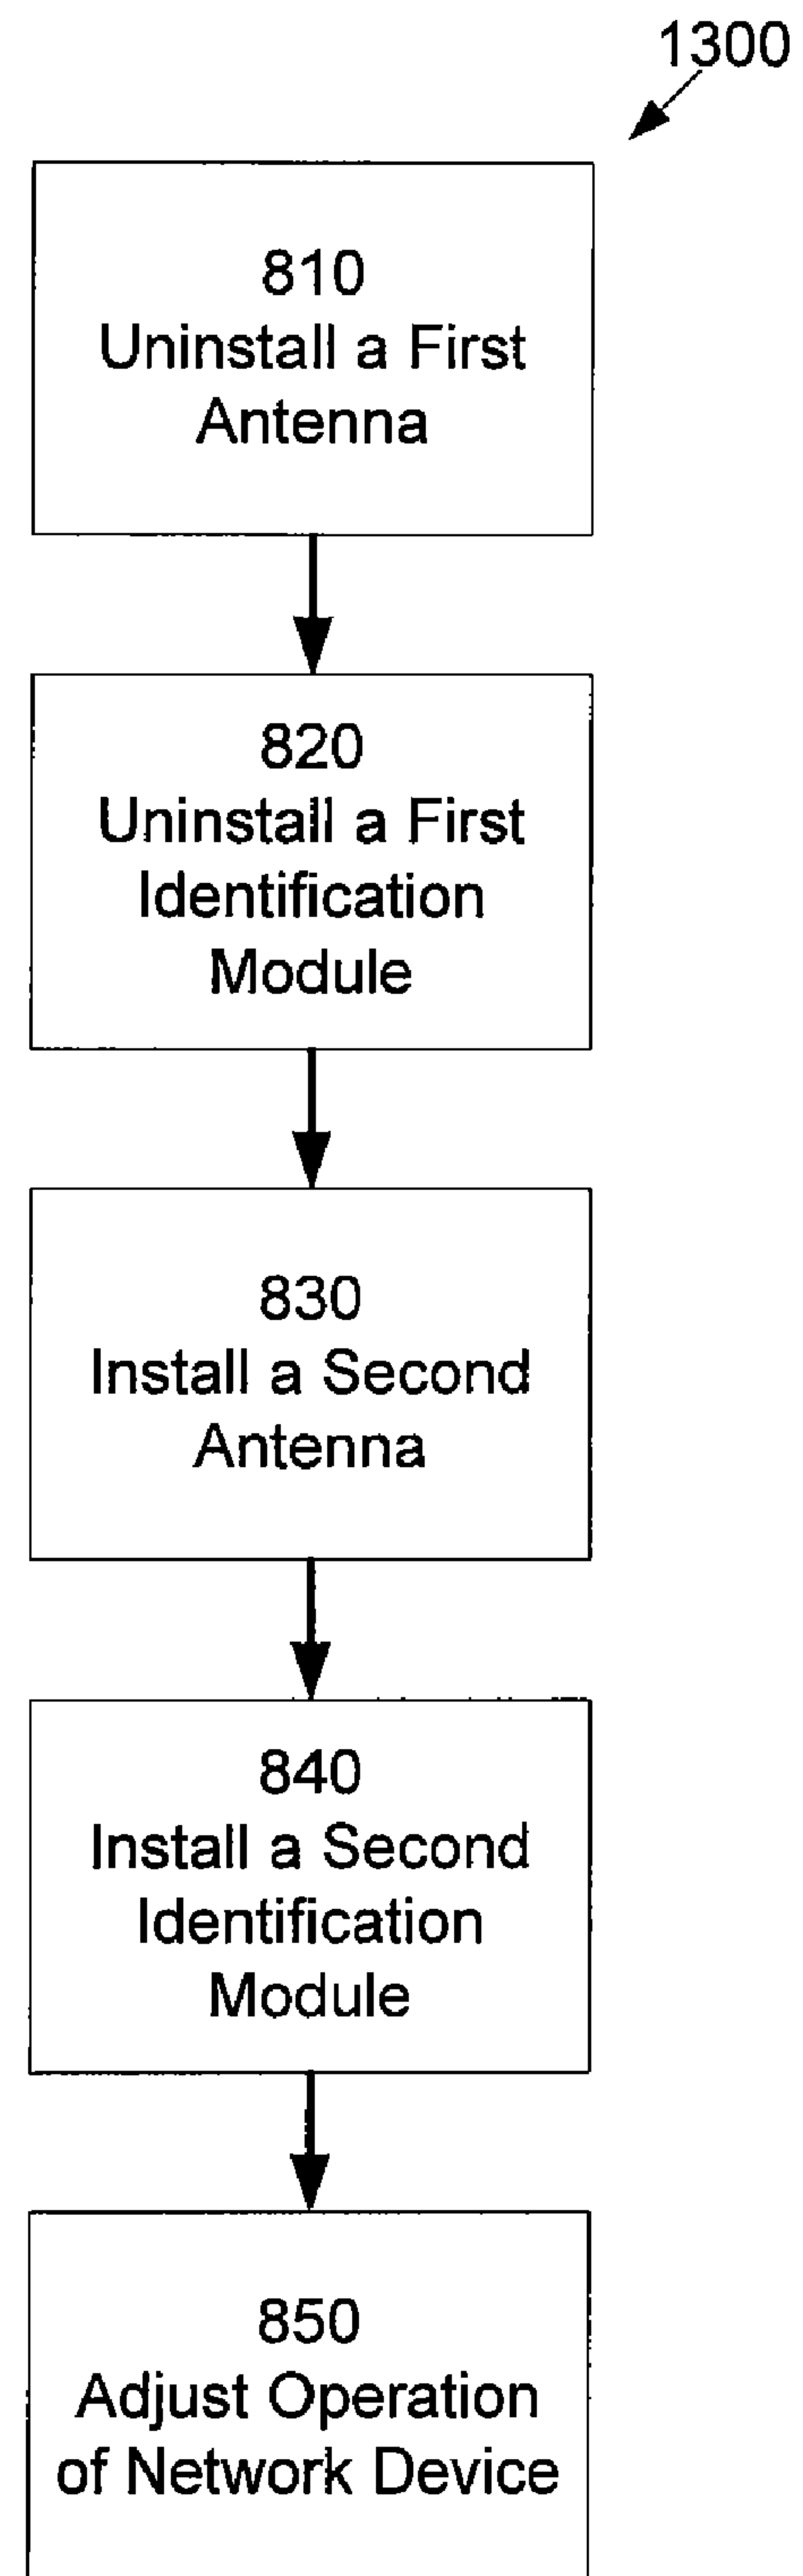 1300
810
Uninstall a First
Antenna
820
Uninstall a First
Identification
Module
830
Install a Second
Antenna
840
Install a Second
Identification
Module
850
Adjust Operation
of Network Device